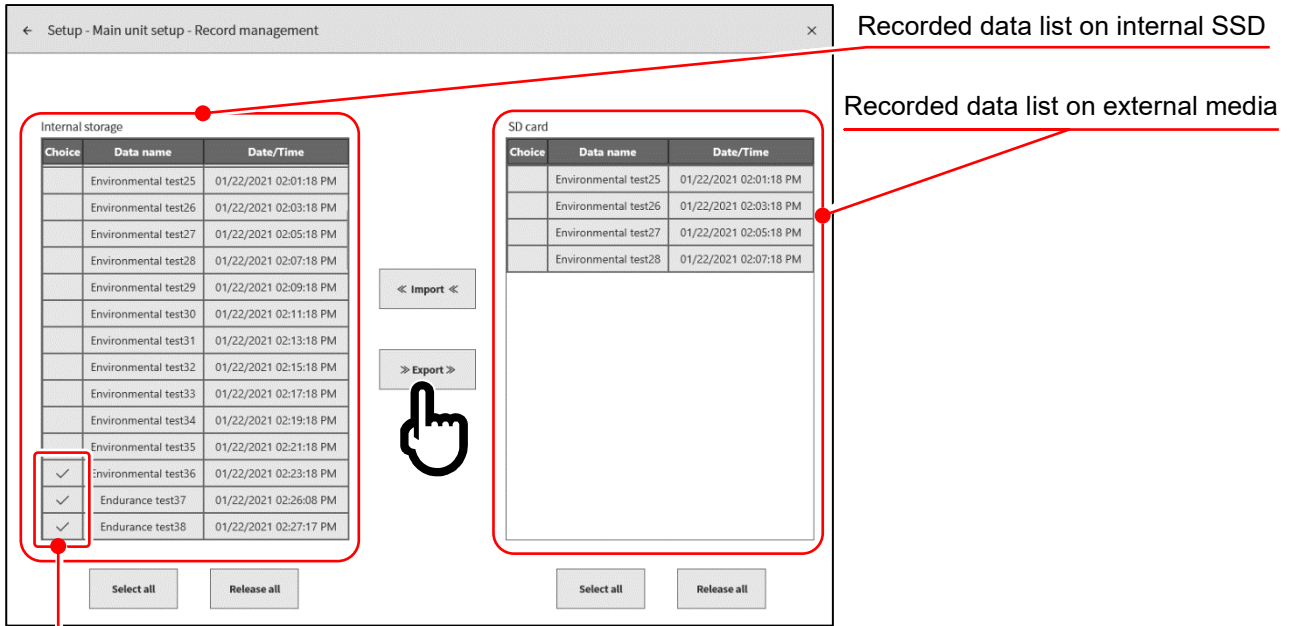 ← Setup - Main unit setup - Record management ×
Recorded data list on internal SSD
Recorded data list on external media
Internal storage
Choice Data name Date/Time
Environmental test25 01/22/2021 02:01:18 PM
Environmental test26 01/22/2021 02:03:18 PM
Environmental test27 01/22/2021 02:05:18 PM
Environmental test28 01/22/2021 02:07:18 PM
Environmental test29 01/22/2021 02:09:18 PM
Environmental test30 01/22/2021 02:11:18 PM
Environmental test31 01/22/2021 02:13:18 PM
Environmental test32 01/22/2021 02:15:18 PM
Environmental test33 01/22/2021 02:17:18 PM
Environmental test34 01/22/2021 02:19:18 PM
Environmental test35 01/22/2021 02:21:18 PM
✓ Environmental test36 01/22/2021 02:23:18 PM
✓ Endurance test37 01/22/2021 02:26:08 PM
✓ Endurance test38 01/22/2021 02:27:17 PM
Select all Release all
≪ Import ≪
≫ Export ≫
SD card
Choice Data name Date/Time
Environmental test25 01/22/2021 02:01:18 PM
Environmental test26 01/22/2021 02:03:18 PM
Environmental test27 01/22/2021 02:05:18 PM
Environmental test28 01/22/2021 02:07:18 PM
Select all Release all